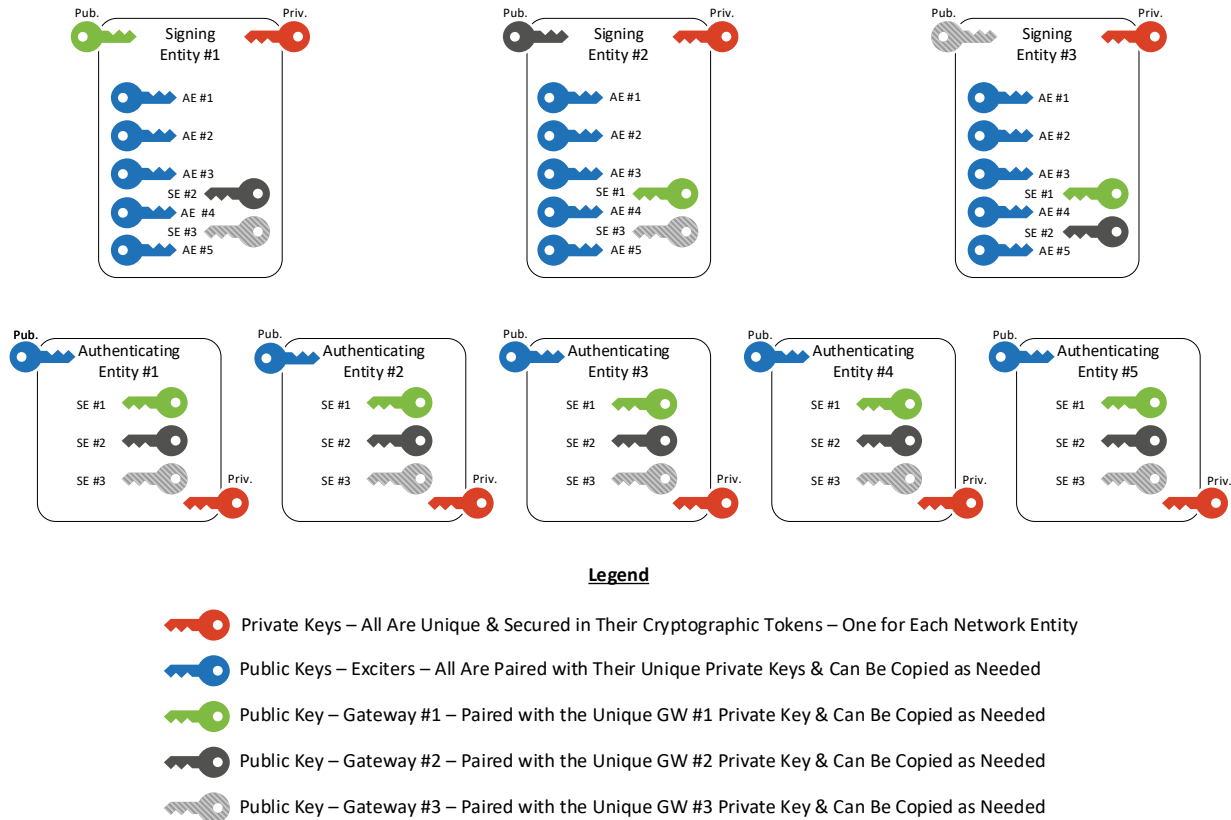 Pub.
Signing
Entity #1
Priv.
AE #1
AE #2
AE #3
SE #2
AE  #4
SE #3
AE #5
Pub.
Signing
Entity #2
Priv.
AE #1
AE #2
AE #3
SE #1
AE #4
SE #3
AE #5
Pub.
Signing
Entity #3
Priv.
AE #1
AE #2
AE #3
SE #1
AE #4
SE #2
AE #5
Pub.
Authenticating
Entity #1
SE #1
SE #2
SE #3
Priv.
Pub.
Authenticating
Entity #2
SE #1
SE #2
SE #3
Priv.
Pub.
Authenticating
Entity #3
SE #1
SE #2
SE #3
Priv.
Pub.
Authenticating
Entity #4
SE #1
SE #2
SE #3
Priv.
Pub.
Authenticating
Entity #5
SE #1
SE #2
SE #3
Priv.
Legend
Private Keys – All Are Unique & Secured in Their Cryptographic Tokens – One for Each Network Entity
Public Keys – Exciters – All Are Paired with Their Unique Private Keys & Can Be Copied as Needed
Public Key – Gateway #1 – Paired with the Unique GW #1 Private Key & Can Be Copied as Needed
Public Key – Gateway #2 – Paired with the Unique GW #2 Private Key & Can Be Copied as Needed
Public Key – Gateway #3 – Paired with the Unique GW #3 Private Key & Can Be Copied as Needed